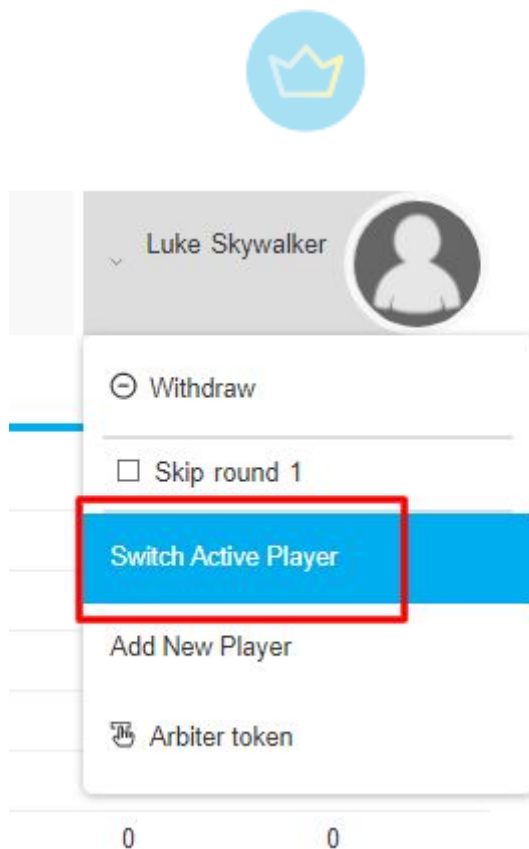 Luke Skywalker
Withdraw
Skip round 1
Switch Active Player
Add New Player
Arbiter token
0 0